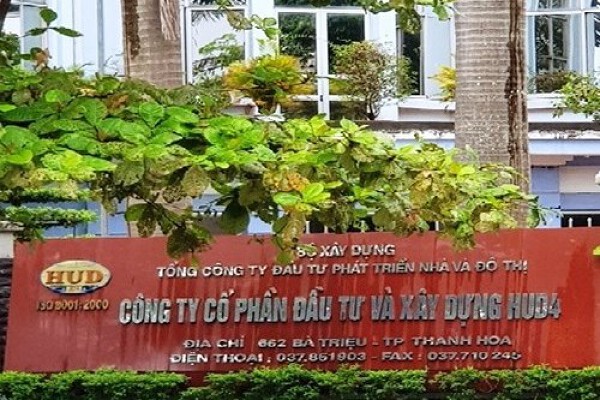 BỘ XÂY DỰNG
TỔNG CÔNG TY ĐẦU TƯ PHÁT TRIỂN NHÀ VÀ ĐÔ THỊ
HUD
ISO 9001:2000
CÔNG TY CỔ PHẦN ĐẦU TƯ VÀ XÂY DỰNG HUD4
ĐỊA CHỈ 662 BÀ TRIỆU - TP THANH HÓA
ĐIỆN THOẠI : 037.851903 - FAX : 037.710 245